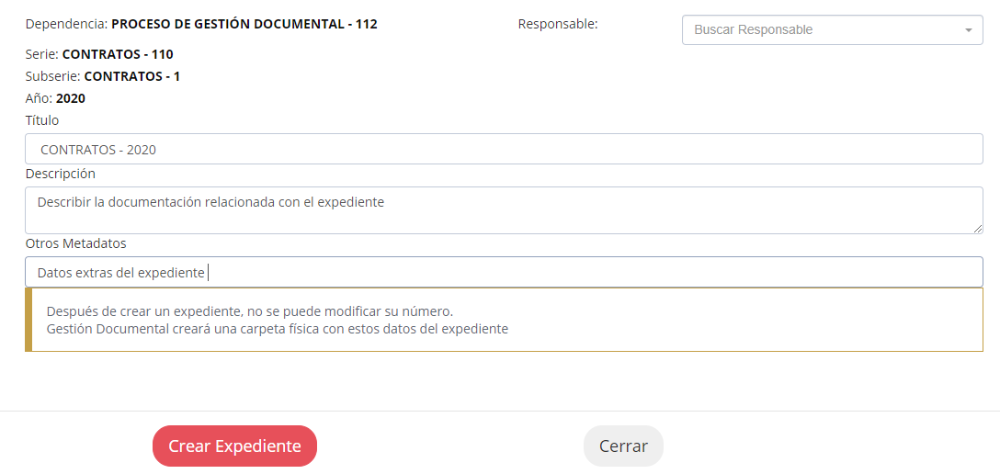 Dependencia: PROCESO DE GESTIÓN DOCUMENTAL - 112
Responsable:
Buscar Responsable
Serie: CONTRATOS - 110
Subserie: CONTRATOS - 1
Año: 2020
Título
CONTRATOS - 2020
Descripción
Describir la documentación relacionada con el expediente
Otros Metadatos
Datos extras del expediente
Después de crear un expediente, no se puede modificar su número.
Gestión Documental creará una carpeta física con estos datos del expediente
Crear Expediente
Cerrar